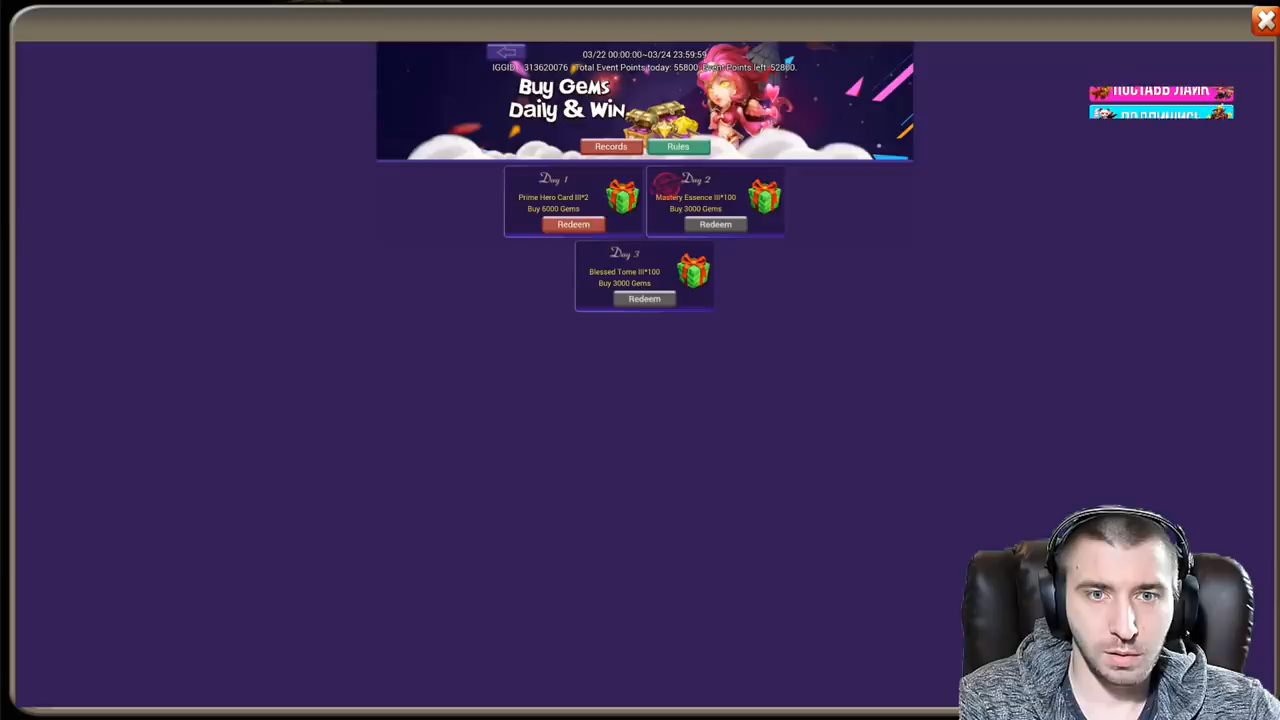 03/22 00:00:00~03/24 23:59:59
IGGID: 313620076 Total Event Points today: 55800, Event Points left: 52800.
Buy Gems
Daily & Win
Records
Rules
ПОСТАВЬ ЛАЙК
ПОДПИШИСЬ
Day 1
Prime Hero Card III*2
Buy 6000 Gems
Redeem
Day 2
Mastery Essence III*100
Buy 3000 Gems
Redeem
Day 3
Blessed Tome III*100
Buy 3000 Gems
Redeem